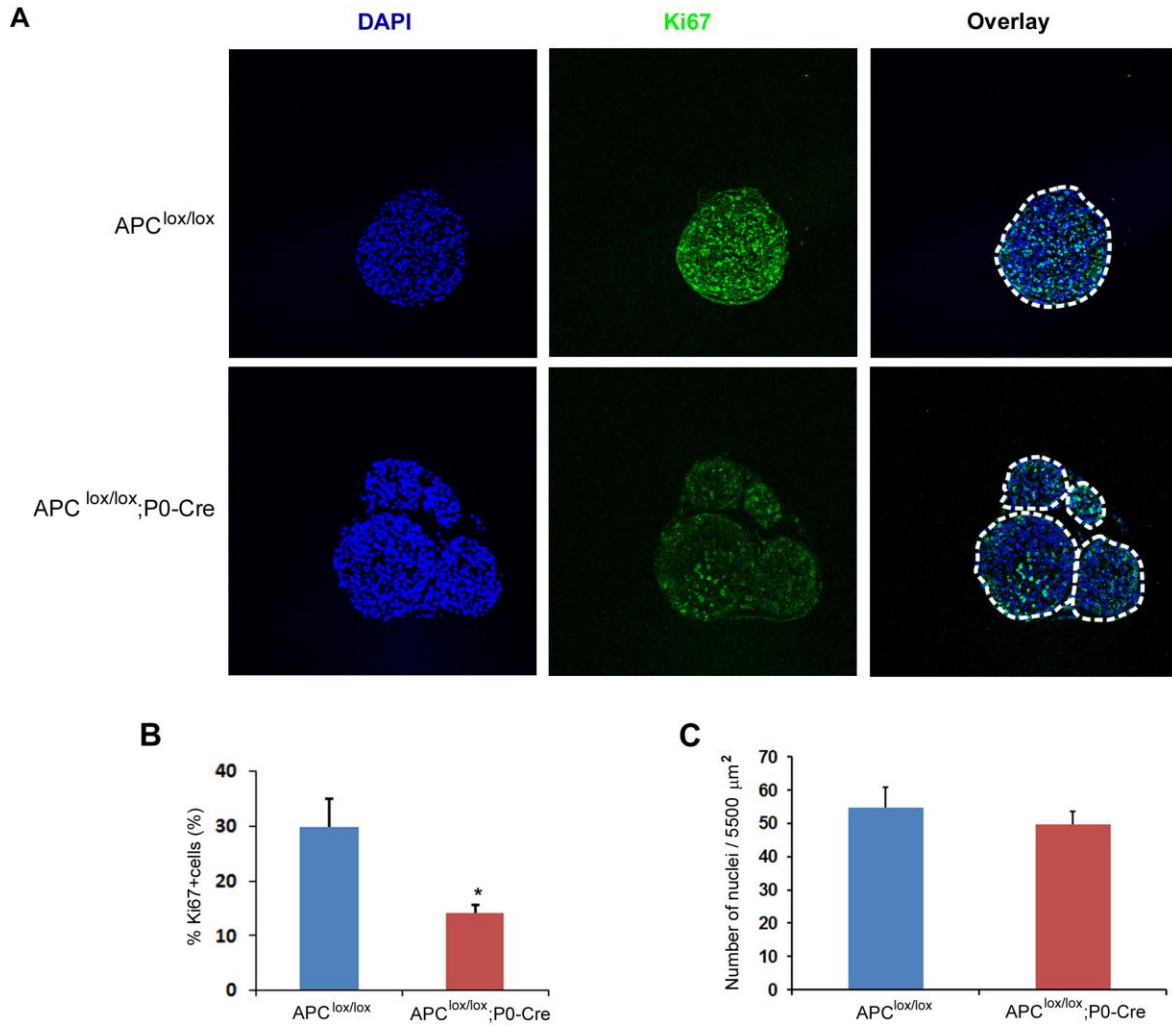 A
DAPI
Ki67
Overlay
APC lox/lox
APC lox/lox;P0-Cre
B
% Ki67+cells (%)
40
30
20
10
0
APC lox/lox
APC lox/lox;P0-Cre
*
C
Number of nuclei / 5500 μm²
70
60
50
40
30
20
10
0
APC lox/lox
APC lox/lox;P0-Cre